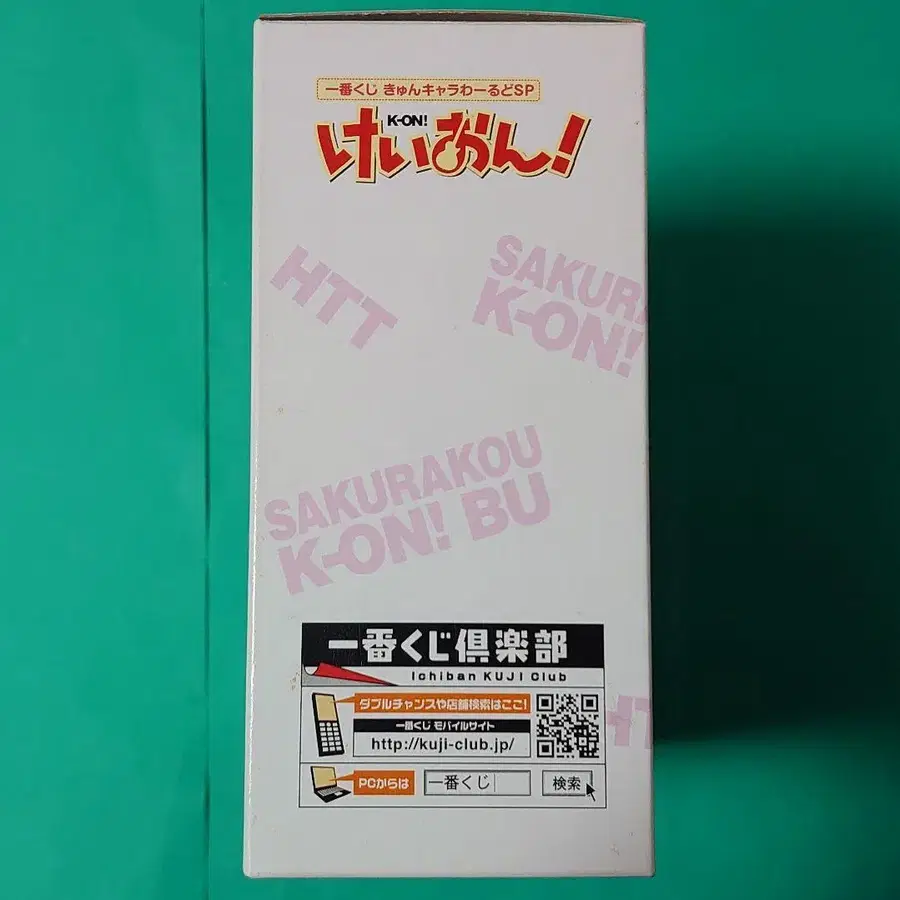 一番くじ きゅんキャラわーるどSP
K-ON!
けいおん!
HTT
SAKURAK
K-ON!
SAKURAKOU
K-ON! BU
一番くじ倶楽部
Ichiban KUJI Club
ダブルチャンスや店舗検索はここ!
一番くじ モバイルサイト
http://kuji-club.jp/
HT
PCからは
一番くじ
検索